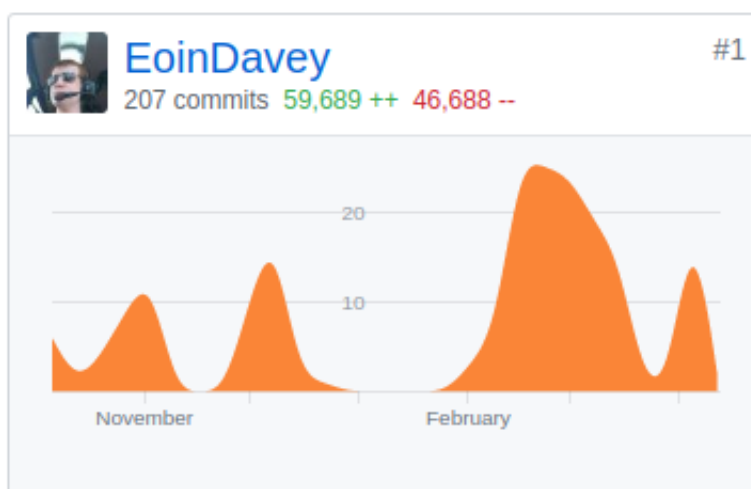 EoinDavey
#1
207 commits 59,689 ++ 46,688 --
20
10
November
February